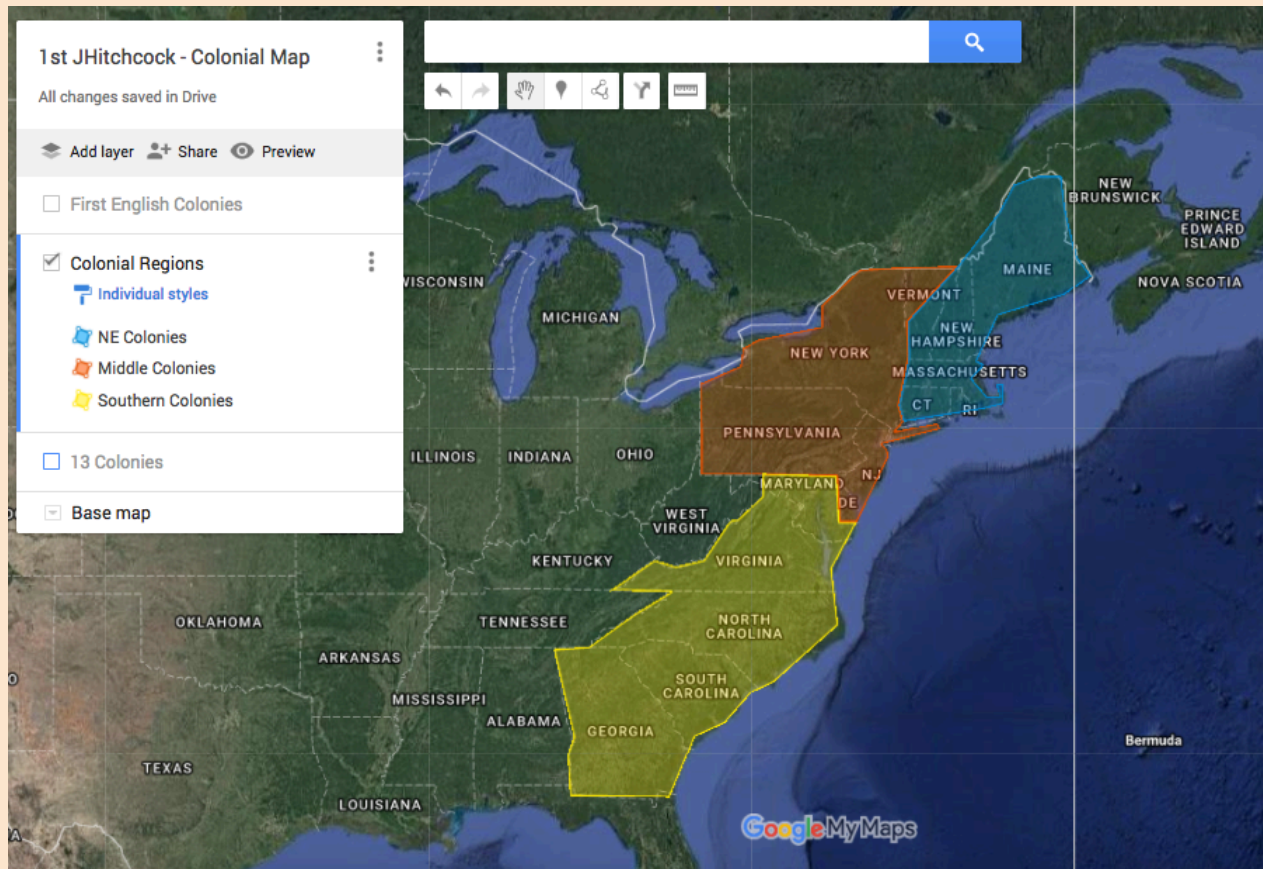 1st JHitchcock - Colonial Map
All changes saved in Drive
Add layer Share Preview
First English Colonies
Colonial Regions
Individual styles
NE Colonies
Middle Colonies
Southern Colonies
13 Colonies
Base map
NEW
BRUNSWICK
PRINCE
EDWARD
ISLAND
MAINE
NOVA SCOTIA
WISCONSIN
VERMONT
MICHIGAN
NEW
HAMPSHIRE
NEW YORK
MASSACHUSETTS
CT
RI
PENNSYLVANIA
ILLINOIS
INDIANA
OHIO
NJ
MARYLAND
DE
WEST
VIRGINIA
KENTUCKY
VIRGINIA
OKLAHOMA
TENNESSEE
NORTH
CAROLINA
ARKANSAS
SOUTH
CAROLINA
MISSISSIPPI
ALABAMA
GEORGIA
Bermuda
TEXAS
LOUISIANA
Google My Maps